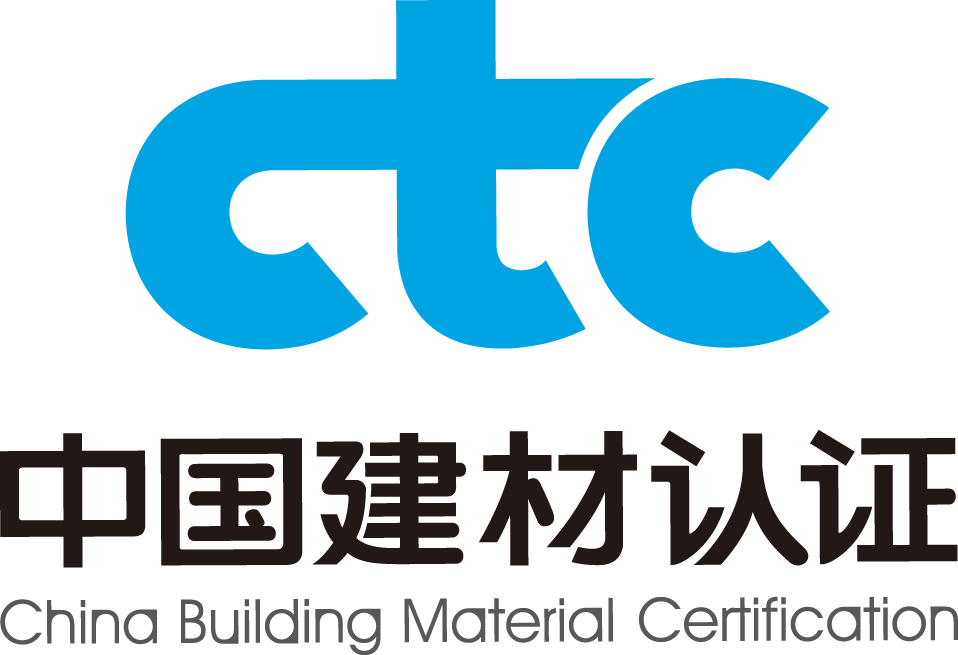 ctc
中国建材认证
China Building Material Certification